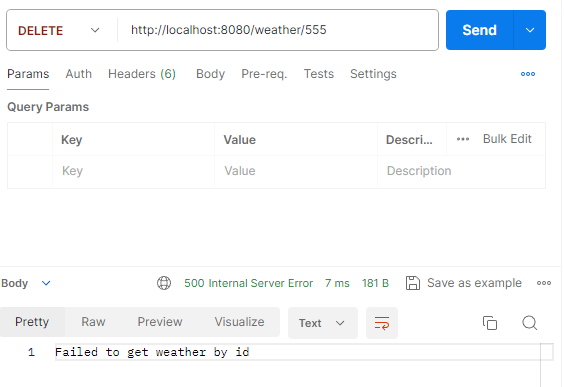 DELETE http://localhost:8080/weather/555 Send
Params Auth Headers (6) Body Pre-req. Tests Settings
Query Params
Key Value Descri... Bulk Edit
Key Value Description
Body 500 Internal Server Error 7 ms 181 B Save as example
Pretty Raw Preview Visualize Text
1 Failed to get weather by id